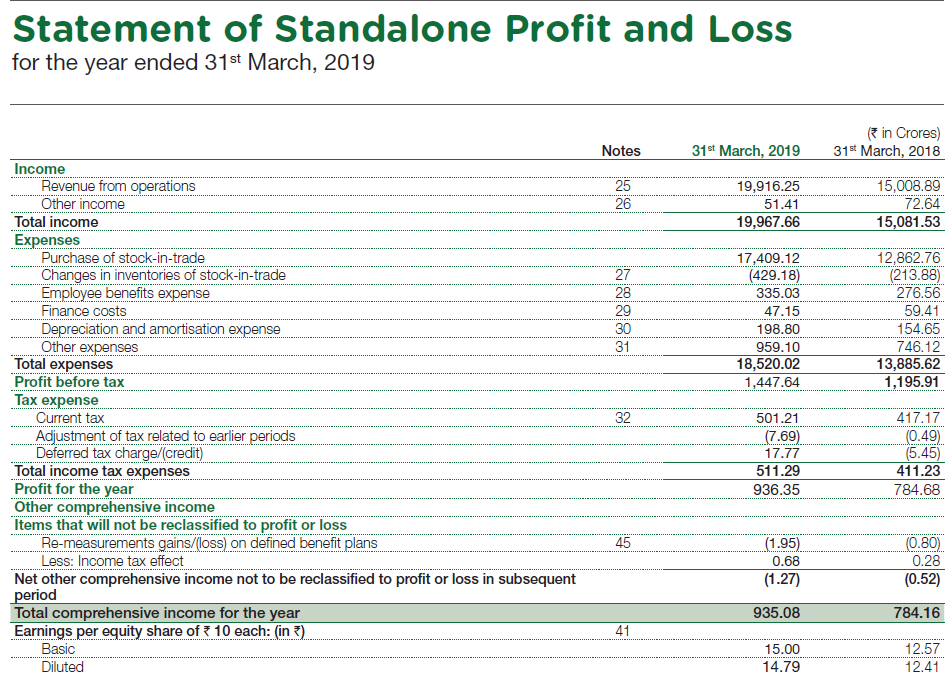 Statement of Standalone Profit and Loss
for the year ended 31st March, 2019
(₹ in Crores)
Notes 31st March, 2019 31st March, 2018
Income
Revenue from operations 25 19,916.25 15,008.89
Other income 26 51.41 72.64
Total income 19,967.66 15,081.53
Expenses
Purchase of stock-in-trade 17,409.12 12,862.76
Changes in inventories of stock-in-trade 27 (429.18) (213.88)
Employee benefits expense 28 335.03 276.56
Finance costs 29 47.15 59.41
Depreciation and amortisation expense 30 198.80 154.65
Other expenses 31 959.10 746.12
Total expenses 18,520.02 13,885.62
Profit before tax 1,447.64 1,195.91
Tax expense
Current tax 32 501.21 417.17
Adjustment of tax related to earlier periods (7.69) (0.49)
Deferred tax charge/(credit) 17.77 (5.45)
Total income tax expenses 511.29 411.23
Profit for the year 936.35 784.68
Other comprehensive income
Items that will not be reclassified to profit or loss
Re-measurements gains/(loss) on defined benefit plans 45 (1.95) (0.80)
Less: Income tax effect 0.68 0.28
Net other comprehensive income not to be reclassified to profit or loss in subsequent (1.27) (0.52)
period
Total comprehensive income for the year 935.08 784.16
Earnings per equity share of ₹ 10 each: (in ₹) 41
Basic 15.00 12.57
Diluted 14.79 12.41